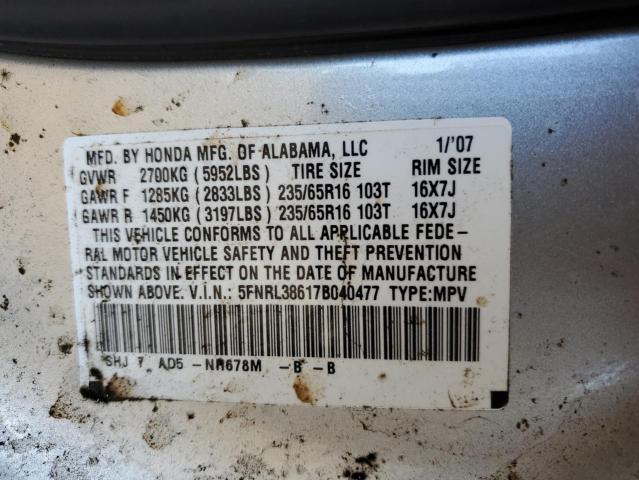 MFD. BY HONDA MFG. OF ALABAMA, LLC 1/'07
GVWR 2700KG (5952LBS) TIRE SIZE RIM SIZE
GAWR F 1285KG (2833LBS) 235/65R16 103T 16X7J
GAWR R 1450KG (3197LBS) 235/65R16 103T 16X7J
THIS VEHICLE CONFORMS TO ALL APPLICABLE FEDE-
RAL MOTOR VEHICLE SAFETY AND THEFT PREVENTION
STANDARDS IN EFFECT ON THE DATE OF MANUFACTURE
SHOWN ABOVE. V.I.N.: 5FNRL38617B040477 TYPE:MPV
SHJ 7 AD5 -NH678M -B -B